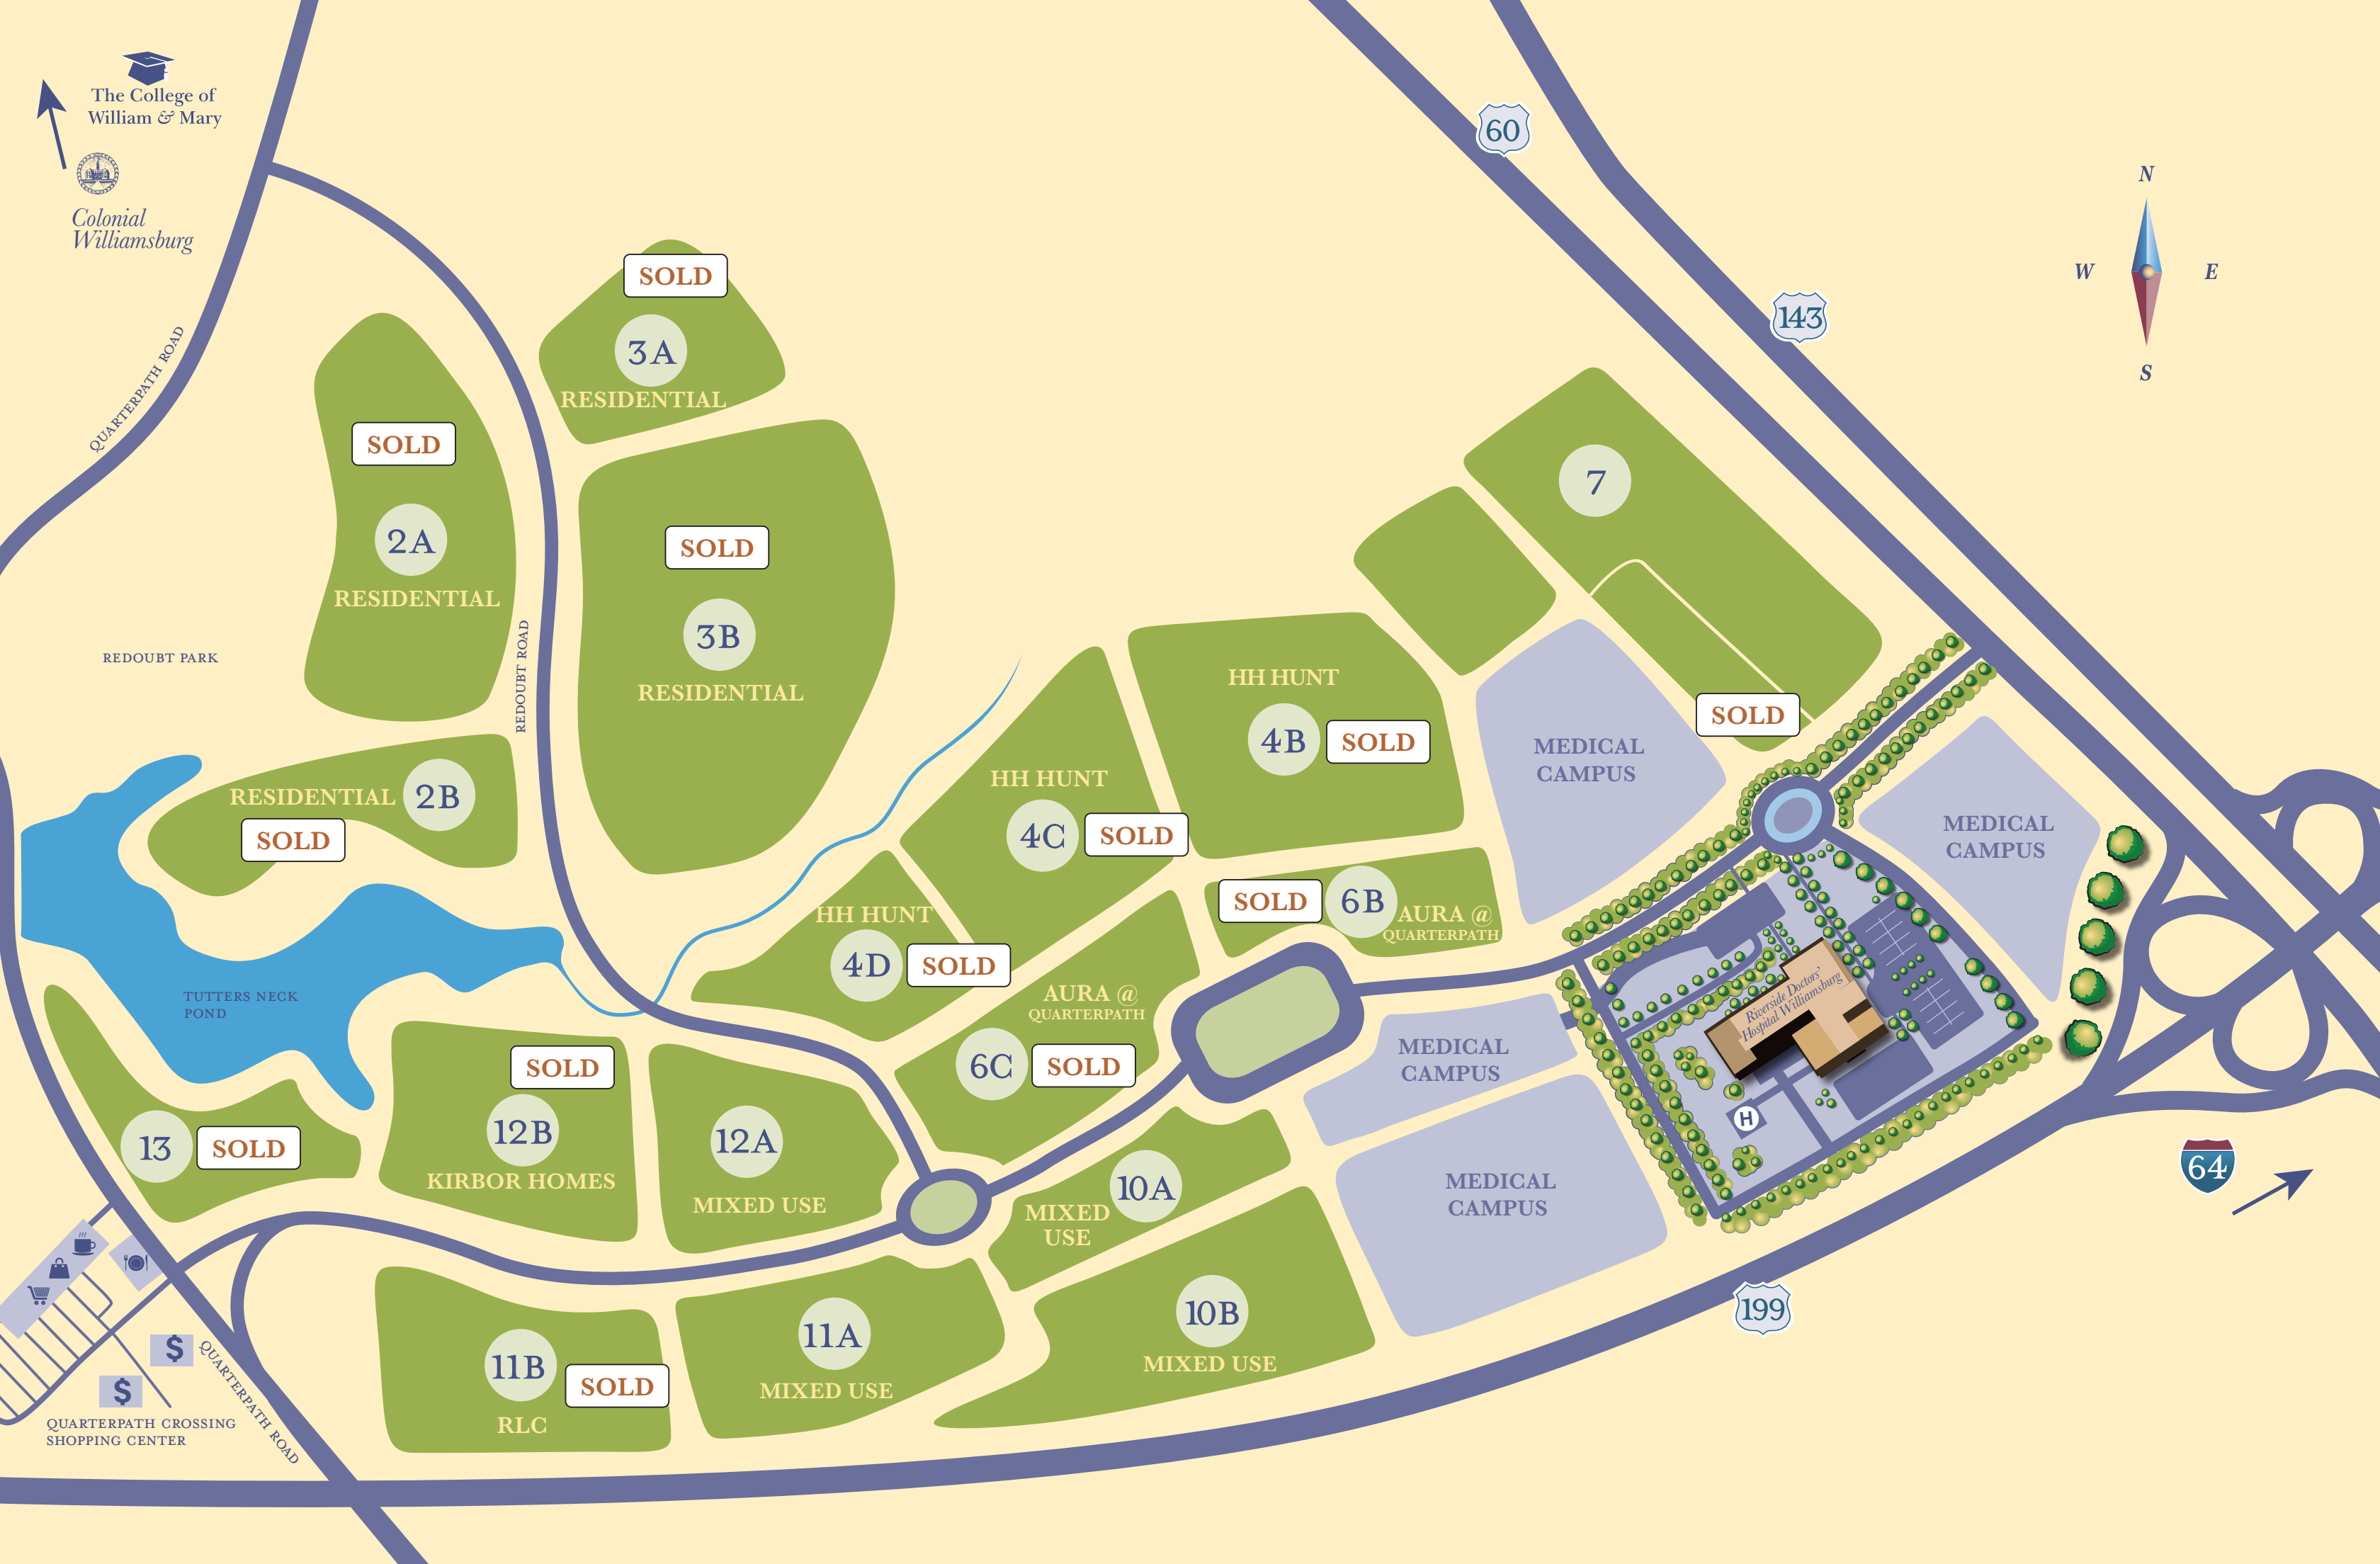 The College of
William & Mary
Colonial
Williamsburg
60
143
N
W
E
S
QUARTERPATH ROAD
SOLD
3A
RESIDENTIAL
SOLD
2A
RESIDENTIAL
SOLD
3B
RESIDENTIAL
REDOUBT PARK
REDOUBT ROAD
7
SOLD
HH HUNT
4B
SOLD
MEDICAL
CAMPUS
MEDICAL
CAMPUS
RESIDENTIAL
2B
SOLD
HH HUNT
4C
SOLD
SOLD
6B
AURA @
QUARTERPATH
HH HUNT
4D
SOLD
AURA @
QUARTERPATH
6C
SOLD
TUTTERS NECK
POND
Riverside Doctors'
Hospital Williamsburg
H
MEDICAL
CAMPUS
MEDICAL
CAMPUS
13
SOLD
SOLD
12B
KIRBOR HOMES
12A
MIXED USE
10A
MIXED
USE
64
10B
MIXED USE
199
11A
MIXED USE
11B
SOLD
RLC
$
$
QUARTERPATH ROAD
QUARTERPATH CROSSING
SHOPPING CENTER